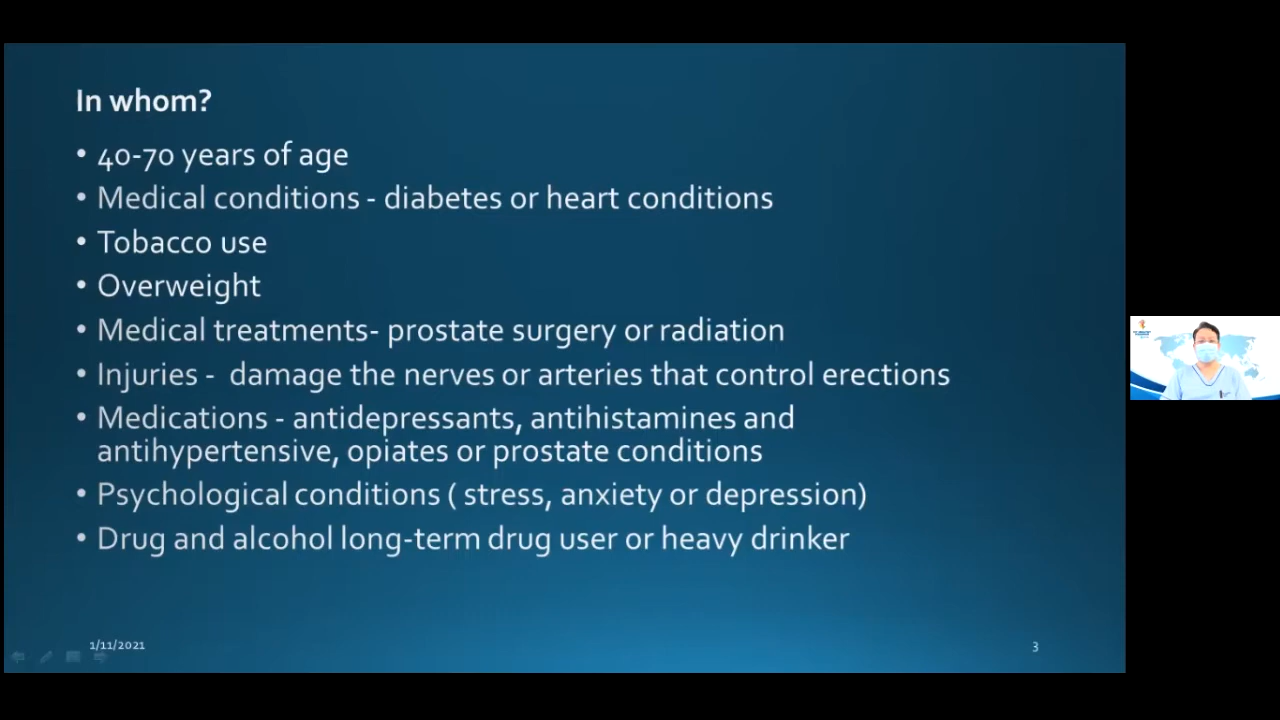 In whom?
• 40-70 years of age
• Medical conditions - diabetes or heart conditions
• Tobacco use
• Overweight
• Medical treatments- prostate surgery or radiation
• Injuries -  damage the nerves or arteries that control erections
• Medications - antidepressants, antihistamines and
antihypertensive, opiates or prostate conditions
• Psychological conditions ( stress, anxiety or depression)
• Drug and alcohol long-term drug user or heavy drinker
1/11/2021
3